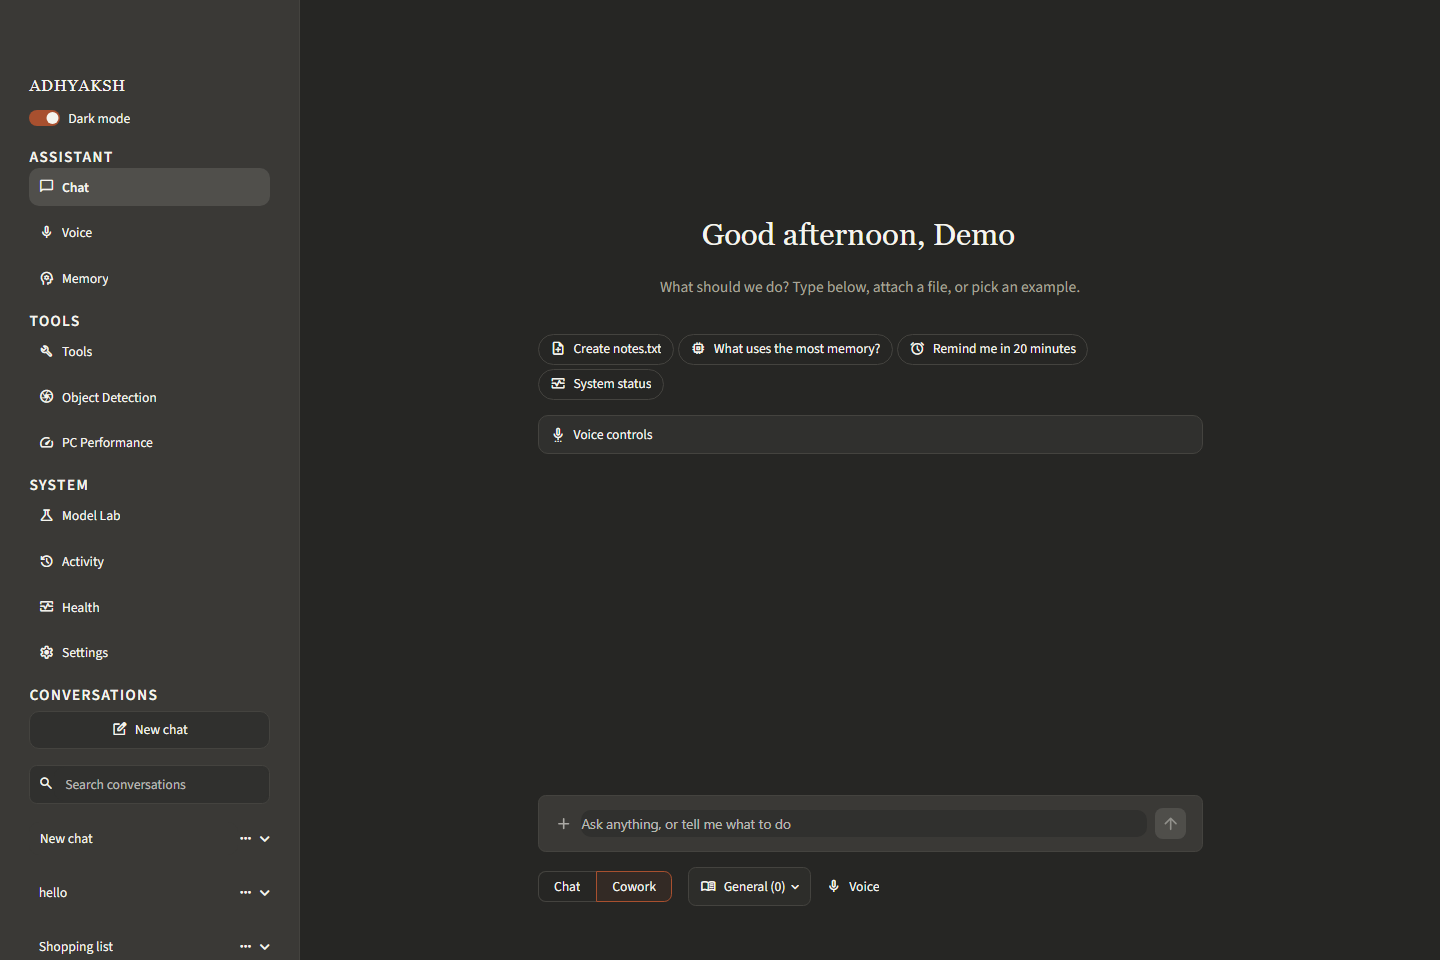 ADHYAKSH
Dark mode
ASSISTANT
Chat
Voice
Memory
TOOLS
Tools
Object Detection
PC Performance
SYSTEM
Model Lab
Activity
Health
Settings
CONVERSATIONS
New chat
Search conversations
New chat
hello
Shopping list
Good afternoon, Demo
What should we do? Type below, attach a file, or pick an example.
Create notes.txt
What uses the most memory?
Remind me in 20 minutes
System status
Voice controls
Ask anything, or tell me what to do
Chat
Cowork
General (0)
Voice